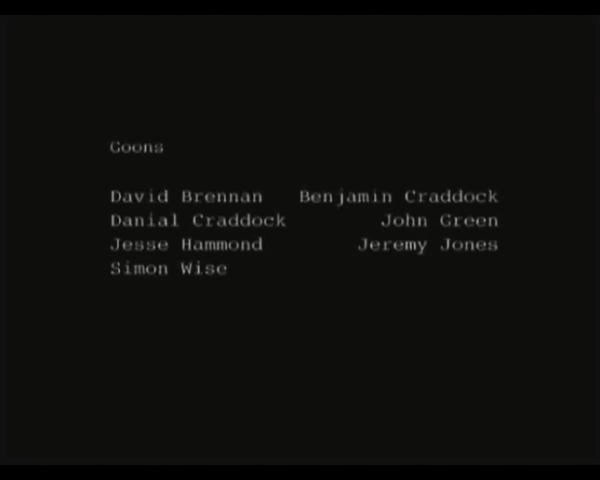 Goons
David Brennan Benjamin Craddock
Danial Craddock John Green
Jesse Hammond Jeremy Jones
Simon Wise